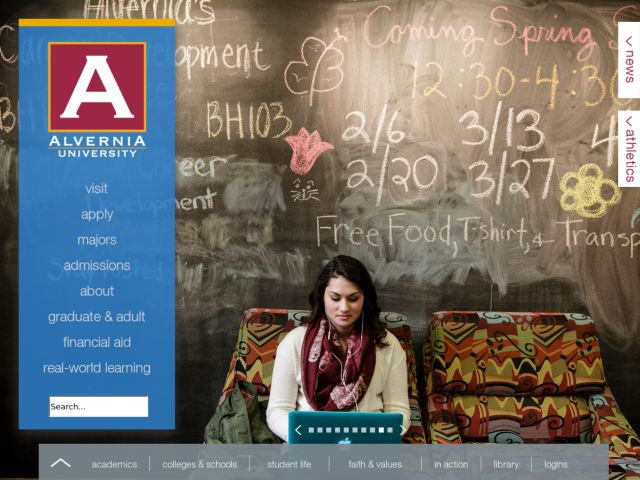 Alvernia's
Career Development
Coming Spring S
12:30-4:30
BH103
2/6 3/13 4
2/20 3/27
Career
Development
Free Food, T-shirt, & Transp
A
ALVERNIA
UNIVERSITY
visit
apply
majors
admissions
about
graduate & adult
financial aid
real-world learning
Search...
news
athletics
academics
colleges & schools
student life
faith & values
in action
library
logins